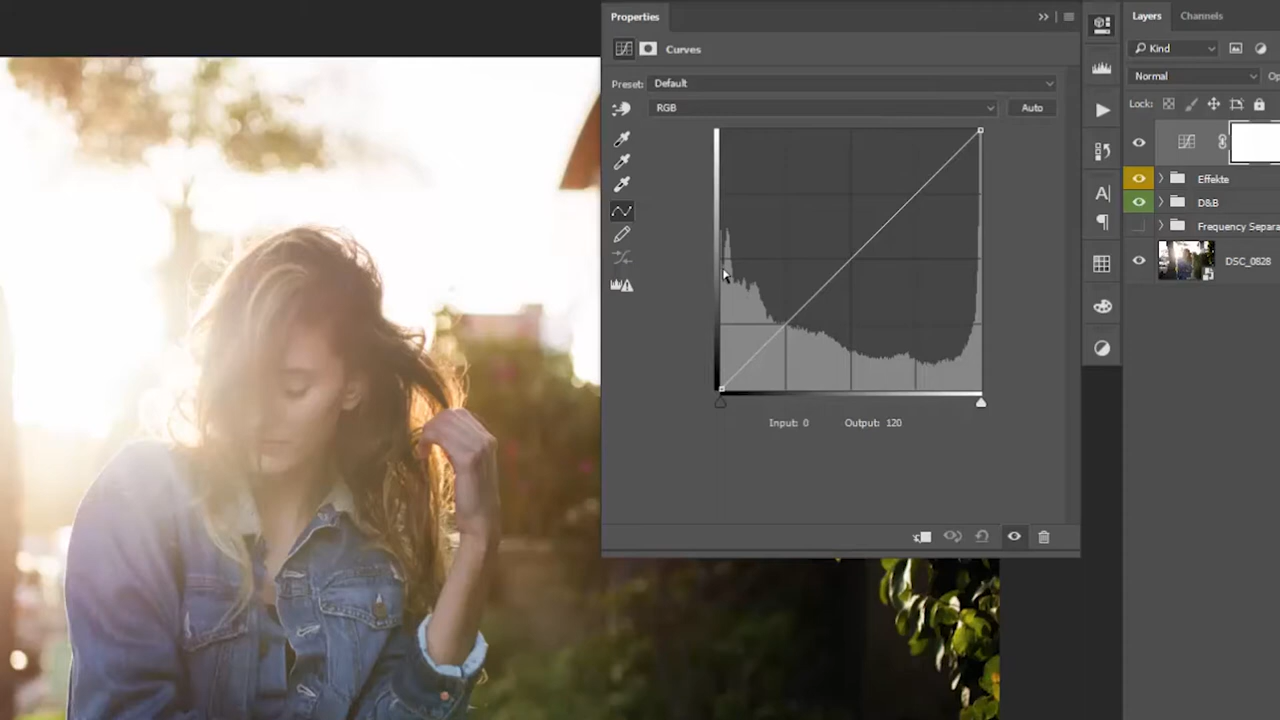 Properties
Curves
Preset: Default
RGB
Auto
Input: 0 Output: 120
Layers Channels
Kind
Normal
Lock:
Effekte
D&B
Frequency Separa
DSC_0828